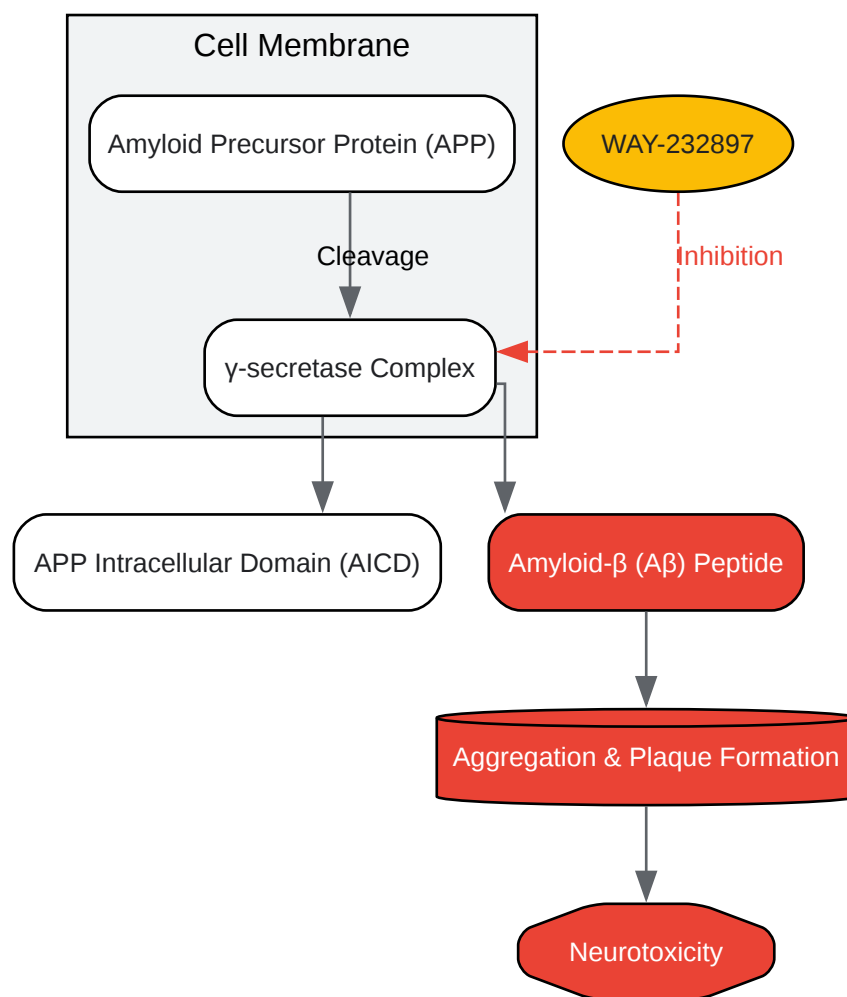 Cell Membrane
Amyloid Precursor Protein (APP)
WAY-232897
Cleavage
Inhibition
γ-secretase Complex
APP Intracellular Domain (AICD)
Amyloid-β (Aβ) Peptide
Aggregation & Plaque Formation
Neurotoxicity